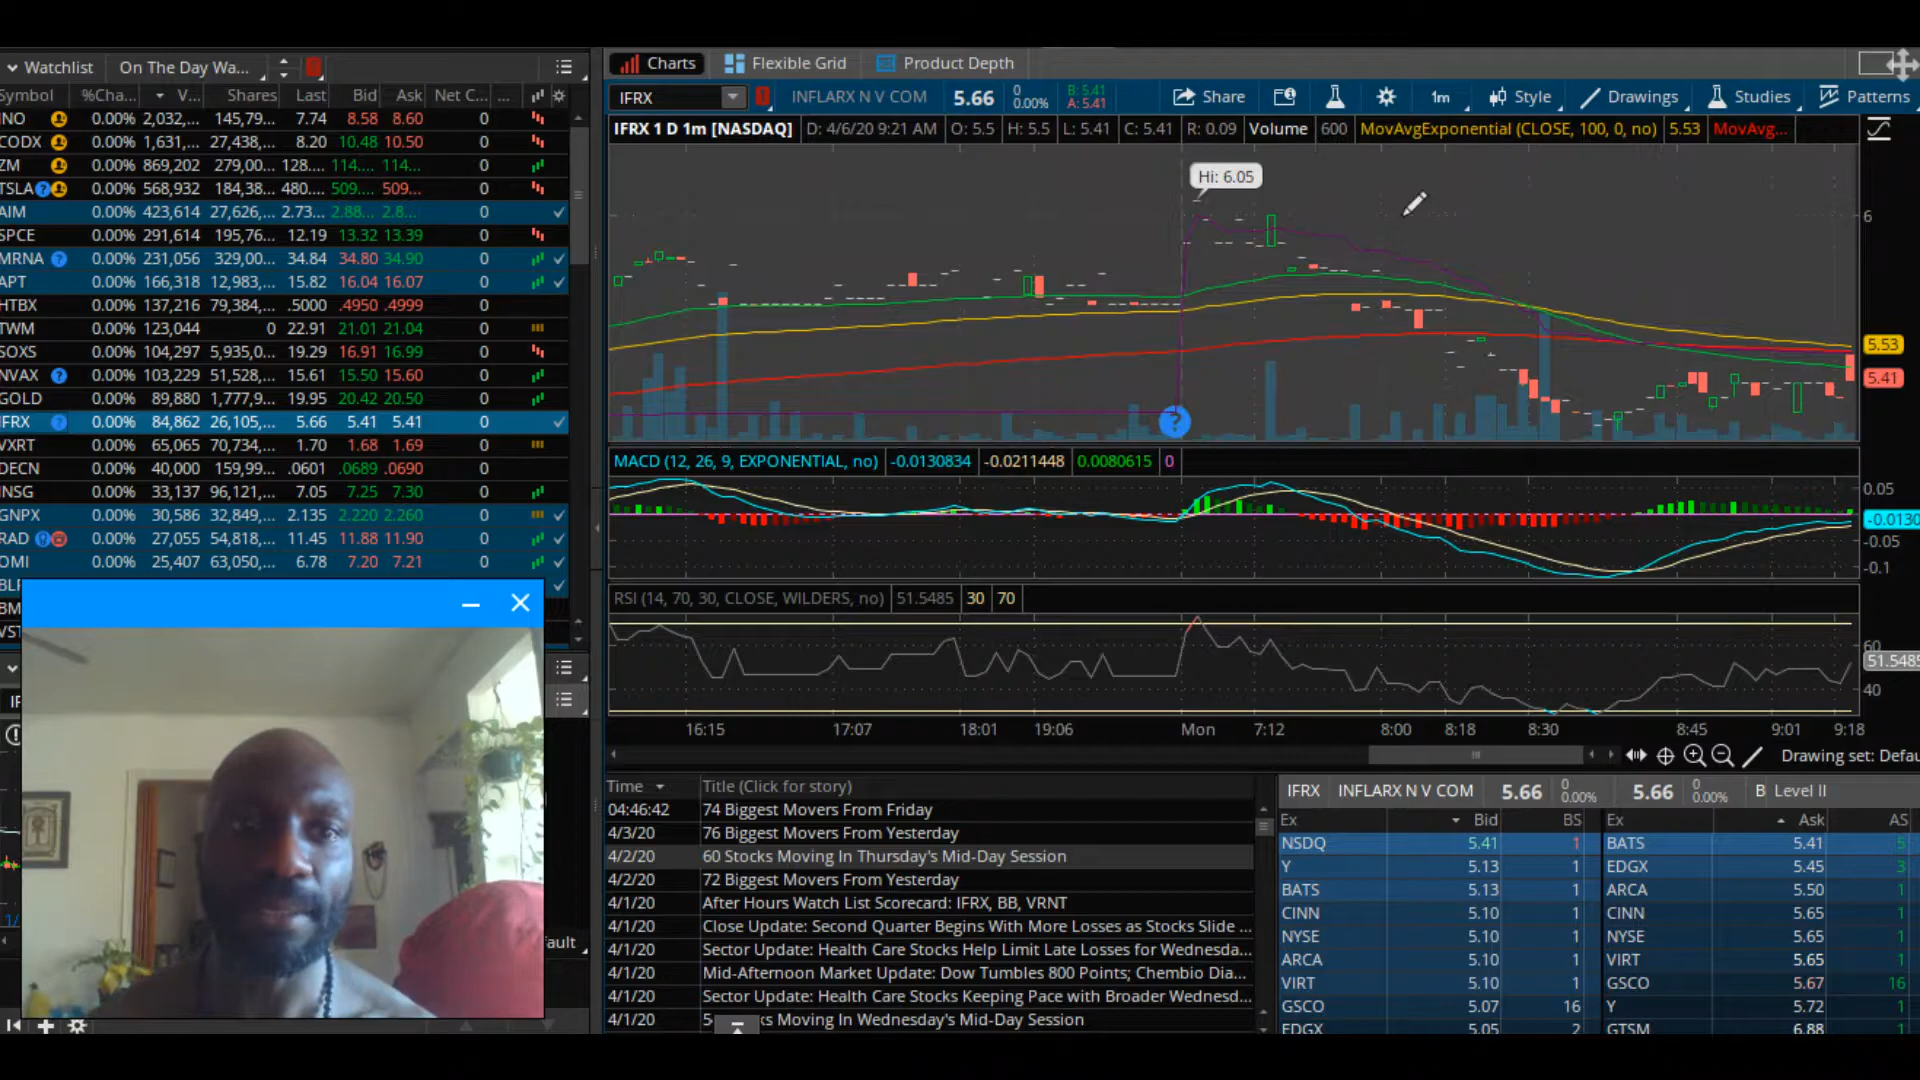 Watchlist On The Day Wa...
Charts Flexible Grid Product Depth
Symbol %Cha... V... Shares Last Bid Ask Net C... ...
INO 0.00% 2,032,... 145,79... 7.74 8.58 8.60 0
CODX 0.00% 1,631,... 27,438,... 8.20 10.48 10.50 0
ZM 0.00% 869,202 279,00... 128.... 114.... 114... 0
TSLA 0.00% 568,932 184,38... 480.... 509.... 509... 0
AIM 0.00% 423,614 27,626,... 2.73... 2.88... 2.8... 0
SPCE 0.00% 291,614 195,76... 12.19 13.32 13.39 0
MRNA 0.00% 231,056 329,00... 34.84 34.80 34.90 0
APT 0.00% 166,318 12,983,... 15.82 16.04 16.07 0
HTBX 0.00% 137,216 79,384,... .5000 .4950 .4999 0
TWM 0.00% 123,044 0 22.91 21.01 21.04 0
SOXS 0.00% 104,297 5,935,0... 19.29 16.91 16.99 0
NVAX 0.00% 103,229 51,528,... 15.61 15.50 15.60 0
GOLD 0.00% 89,880 1,777,9... 19.95 20.42 20.50 0
IFRX 0.00% 84,862 26,105,... 5.66 5.41 5.41 0
VXRT 0.00% 65,065 70,734,... 1.70 1.68 1.69 0
DECN 0.00% 40,000 159,99... .0601 .0689 .0690 0
INSG 0.00% 33,137 96,121,... 7.05 7.25 7.30 0
GNPX 0.00% 30,586 32,849,... 2.135 2.220 2.260 0
RAD 0.00% 27,055 54,818,... 11.45 11.88 11.90 0
OMI 0.00% 25,407 63,050,... 6.78 7.20 7.21 0
BM
VST
ault
IFRX INFLARX N V COM 5.66 0 0.00% B: 5.41 A: 5.41 Share 1m Style Drawings Studies Patterns
IFRX 1 D 1m [NASDAQ] D: 4/6/20 9:21 AM O: 5.5 H: 5.5 L: 5.41 C: 5.41 R: 0.09 Volume 600 MovAvgExponential (CLOSE, 100, 0, no) 5.53 MovAvg...
Hi: 6.05
6
5.53
5.41
MACD (12, 26, 9, EXPONENTIAL, no) -0.0130834 -0.0211448 0.0080615 0
0.05
-0.0130
-0.05
-0.1
RSI (14, 70, 30, CLOSE, WILDERS, no) 51.5485 30 70
60
51.5485
40
16:15 17:07 18:01 19:06 Mon 7:12 8:00 8:18 8:30 8:45 9:01 9:18
Drawing set: Defau
Time Title (Click for story)
04:46:42 74 Biggest Movers From Friday
4/3/20 76 Biggest Movers From Yesterday
4/2/20 60 Stocks Moving In Thursday's Mid-Day Session
4/2/20 72 Biggest Movers From Yesterday
4/1/20 After Hours Watch List Scorecard: IFRX, BB, VRNT
4/1/20 Close Update: Second Quarter Begins With More Losses as Stocks Slide ...
4/1/20 Sector Update: Health Care Stocks Help Limit Late Losses for Wednesda...
4/1/20 Mid-Afternoon Market Update: Dow Tumbles 800 Points; Chembio Dia...
4/1/20 Sector Update: Health Care Stocks Keeping Pace with Broader Wednesd...
4/1/20 5 ks Moving In Wednesday's Mid-Day Session
IFRX INFLARX N V COM 5.66 0 0.00% 5.66 0 0.00% B Level II
Ex Bid BS Ex Ask AS
NSDQ 5.41 1 BATS 5.41 5
Y 5.13 1 EDGX 5.45 3
BATS 5.13 1 ARCA 5.50 1
CINN 5.10 1 CINN 5.65 1
NYSE 5.10 1 NYSE 5.65 1
ARCA 5.10 1 VIRT 5.65 1
VIRT 5.10 1 GSCO 5.67 16
GSCO 5.07 16 Y 5.72 1
EDGX 5.05 2 GTSM 6.88 1